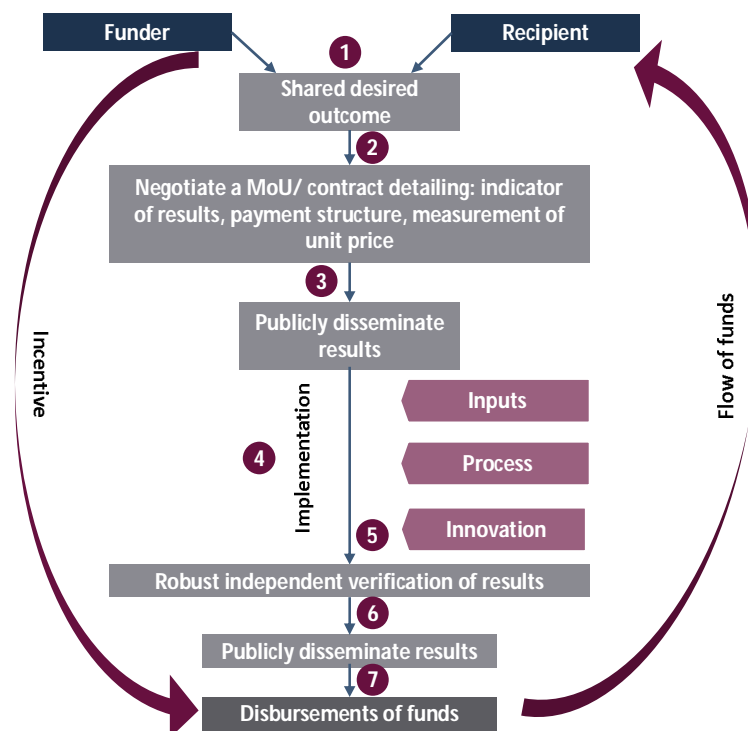 Funder
Recipient
1
Shared desired
outcome
2
Negotiate a MoU/ contract detailing: indicator
of results, payment structure, measurement of
unit price
3
Publicly disseminate
results
Incentive
Flow of funds
Implementation
4
Inputs
Process
Innovation
5
Robust independent verification of results
6
Publicly disseminate results
7
Disbursements of funds